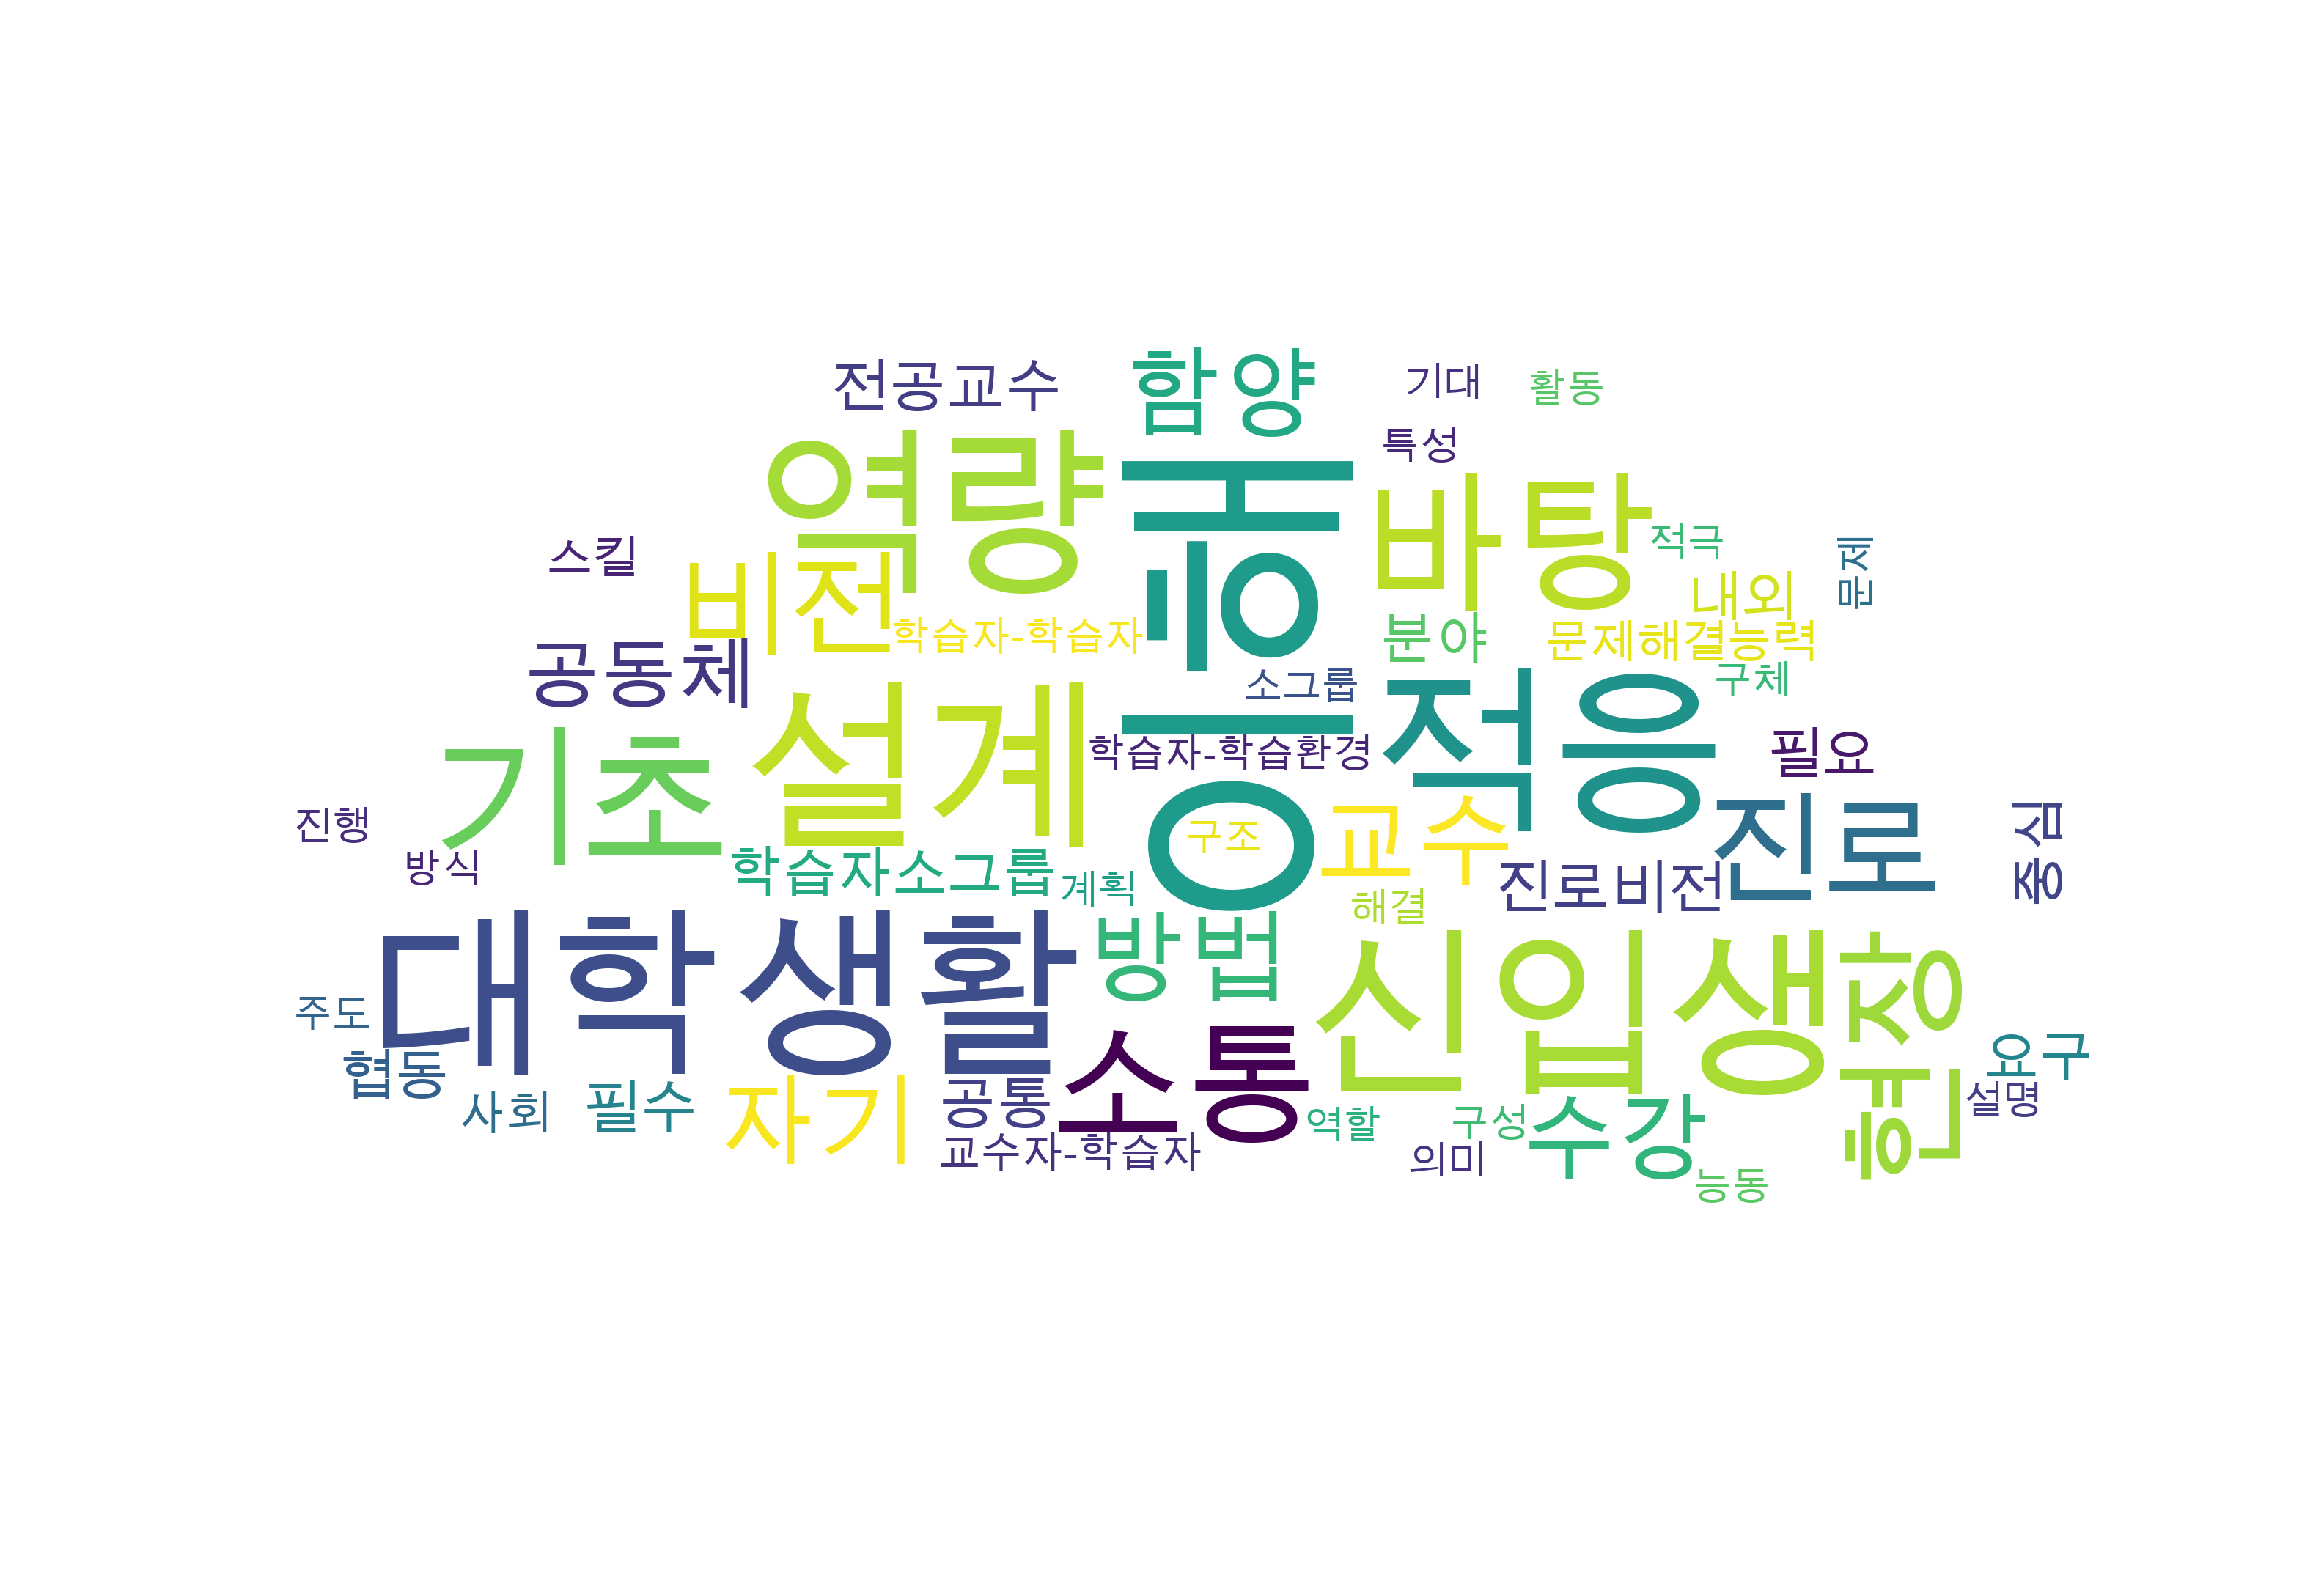 전공교수 함양 기대 활동
특성
역량 바탕
스킬 비전 적극 문제
내외
학습자-학습자 분야 문제해결능력
공동체 이해 소그룹 구체
설계 적응
기초 학습자-학습환경 필요
진행 구조 교수 진로 중심
방식 학습자소그룹 계획 해결 진로비전
대학생활 방법 신입생 현장
주도 소통 요구
협동 사회 필수 자기 공통 설명
교수자-학습자 역할 구성 수강
의미 능동